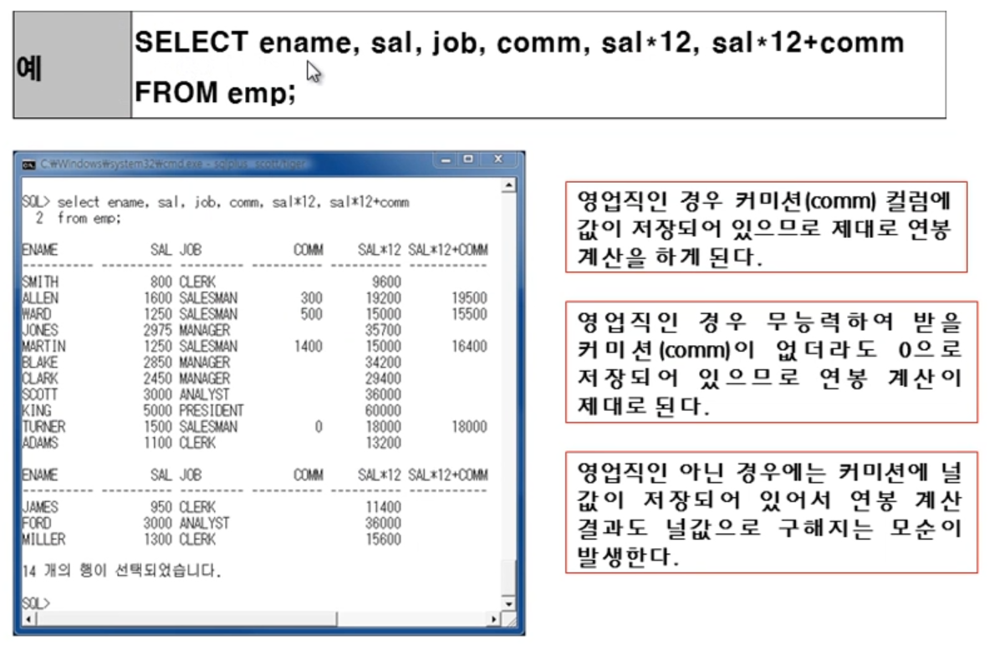 예
SELECT ename, sal, job, comm, sal*12, sal*12+comm
FROM emp;
C:₩Windows₩system32₩cmd.exe - sqlplus scott/tiger
SQL> select ename, sal, job, comm, sal*12, sal*12+comm
2 from emp;
ENAME SAL JOB COMM SAL*12 SAL*12+COMM
---------- ---------- --------- ---------- ---------- -----------
SMITH 800 CLERK 9600
ALLEN 1600 SALESMAN 300 19200 19500
WARD 1250 SALESMAN 500 15000 15500
JONES 2975 MANAGER 35700
MARTIN 1250 SALESMAN 1400 15000 16400
BLAKE 2850 MANAGER 34200
CLARK 2450 MANAGER 29400
SCOTT 3000 ANALYST 36000
KING 5000 PRESIDENT 60000
TURNER 1500 SALESMAN 0 18000 18000
ADAMS 1100 CLERK 13200
ENAME SAL JOB COMM SAL*12 SAL*12+COMM
---------- ---------- --------- ---------- ---------- -----------
JAMES 950 CLERK 11400
FORD 3000 ANALYST 36000
MILLER 1300 CLERK 15600
14 개의 행이 선택되었습니다.
SQL>
영업직인 경우 커미션(comm) 컬럼에
값이 저장되어 있으므로 제대로 연봉
계산을 하게 된다.
영업직인 경우 무능력하여 받을
커미션(comm)이 없더라도 0으로
저장되어 있으므로 연봉 계산이
제대로 된다.
영업직인 아닌 경우에는 커미션에 널
값이 저장되어 있어서 연봉 계산
결과도 널값으로 구해지는 모순이
발생한다.